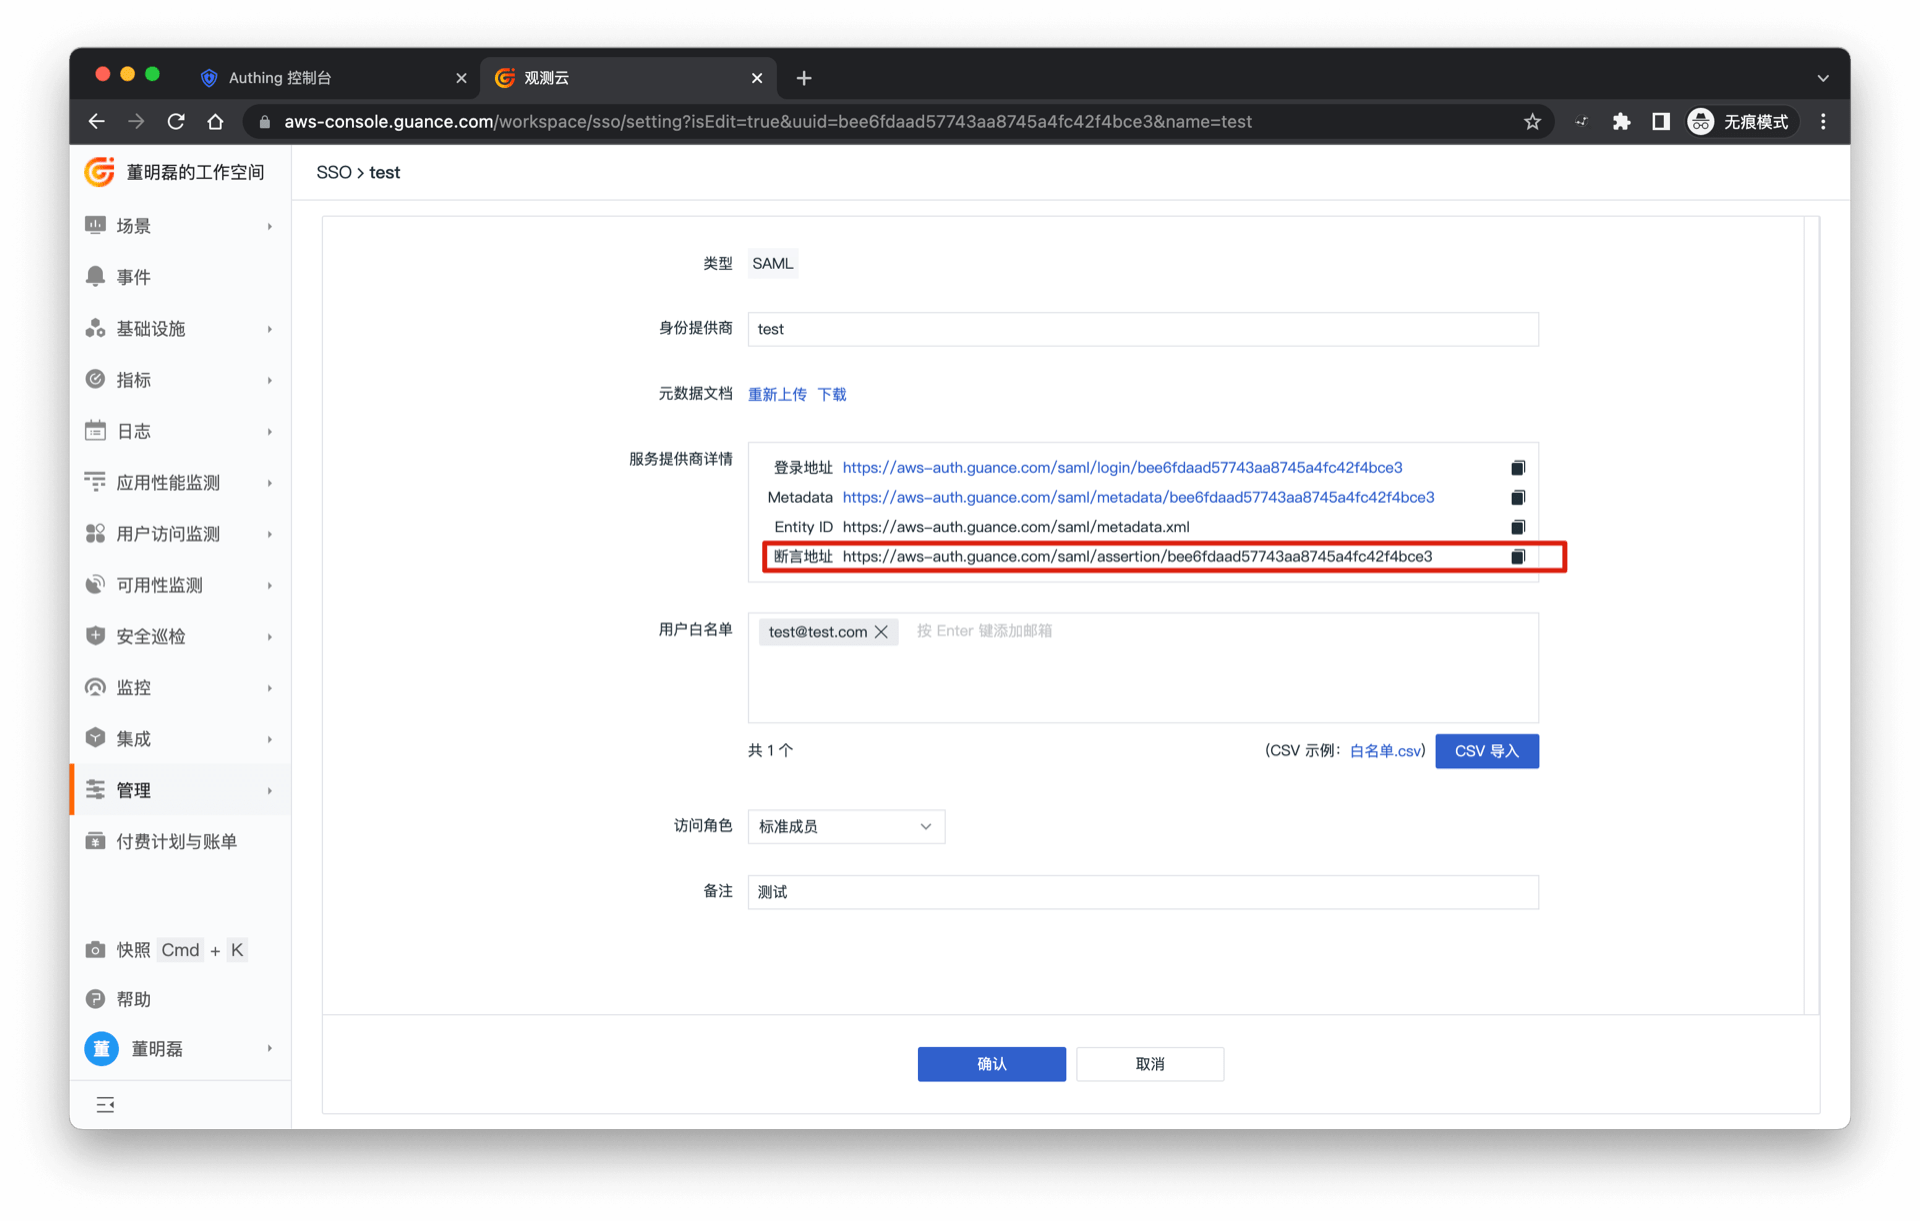 Authing 控制台
观测云
aws-console.guance.com/workspace/sso/setting?isEdit=true&uuid=bee6fdaad57743aa8745a4fc42f4bce3&name=test
无痕模式
董明磊的工作空间
SSO > test
场景
事件
基础设施
指标
日志
应用性能监测
用户访问监测
可用性监测
安全巡检
监控
集成
管理
付费计划与账单
快照 Cmd + K
帮助
董 董明磊
类型 SAML
身份提供商 test
元数据文档 重新上传 下载
服务提供商详情
登录地址 https://aws-auth.guance.com/saml/login/bee6fdaad57743aa8745a4fc42f4bce3
Metadata https://aws-auth.guance.com/saml/metadata/bee6fdaad57743aa8745a4fc42f4bce3
Entity ID https://aws-auth.guance.com/saml/metadata.xml
断言地址 https://aws-auth.guance.com/saml/assertion/bee6fdaad57743aa8745a4fc42f4bce3
用户白名单 test@test.com 按 Enter 键添加邮箱
共 1 个 (CSV 示例：白名单.csv) CSV 导入
访问角色 标准成员
备注 测试
确认 取消